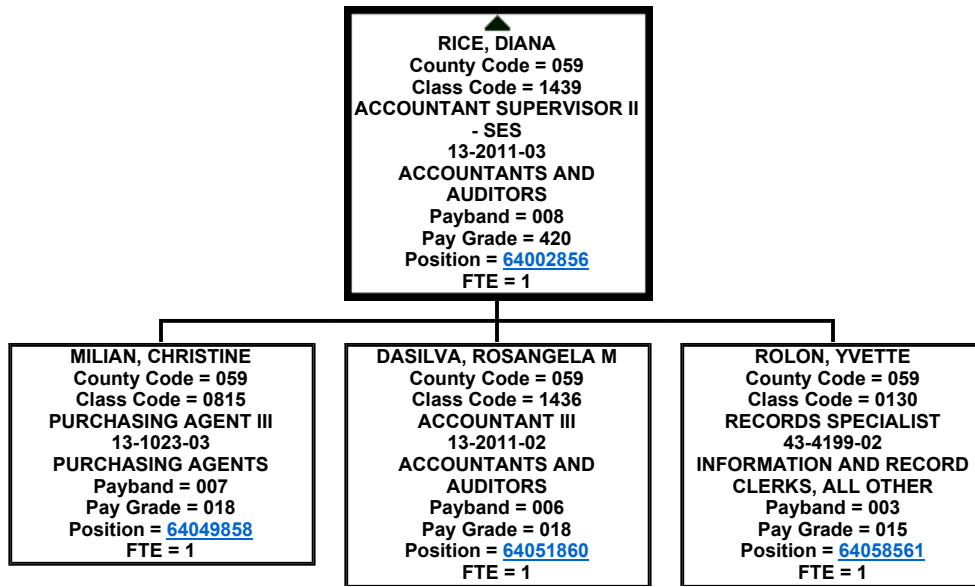 RICE, DIANA
County Code = 059
Class Code = 1439
ACCOUNTANT SUPERVISOR II
- SES
13-2011-03
ACCOUNTANTS AND
AUDITORS
Payband = 008
Pay Grade = 420
Position = 64002856
FTE = 1
MILIAN, CHRISTINE
County Code = 059
Class Code = 0815
PURCHASING AGENT III
13-1023-03
PURCHASING AGENTS
Payband = 007
Pay Grade = 018
Position = 64049858
FTE = 1
DASILVA, ROSANGELA M
County Code = 059
Class Code = 1436
ACCOUNTANT III
13-2011-02
ACCOUNTANTS AND
AUDITORS
Payband = 006
Pay Grade = 018
Position = 64051860
FTE = 1
ROLON, YVETTE
County Code = 059
Class Code = 0130
RECORDS SPECIALIST
43-4199-02
INFORMATION AND RECORD
CLERKS, ALL OTHER
Payband = 003
Pay Grade = 015
Position = 64058561
FTE = 1